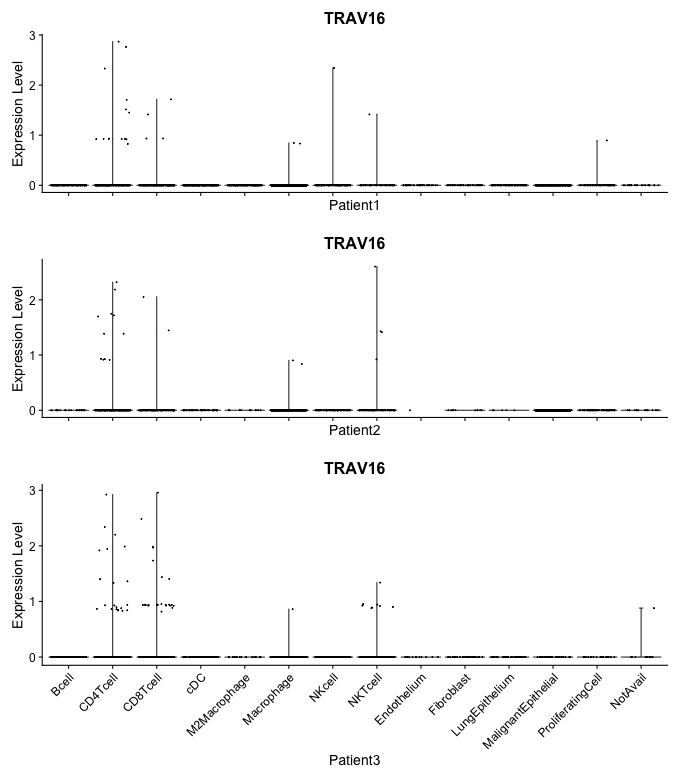 TRAV16
Expression Level
3
2
1
0
Patient1
TRAV16
Expression Level
2
1
0
Patient2
TRAV16
Expression Level
3
2
1
0
Bcell
CD4Tcell
CD8Tcell
cDC
M2Macrophage
Macrophage
NKcell
NKTcell
Endothelium
Fibroblast
LungEpithelium
MalignantEpithelial
ProliferatingCell
NotAvail
Patient3